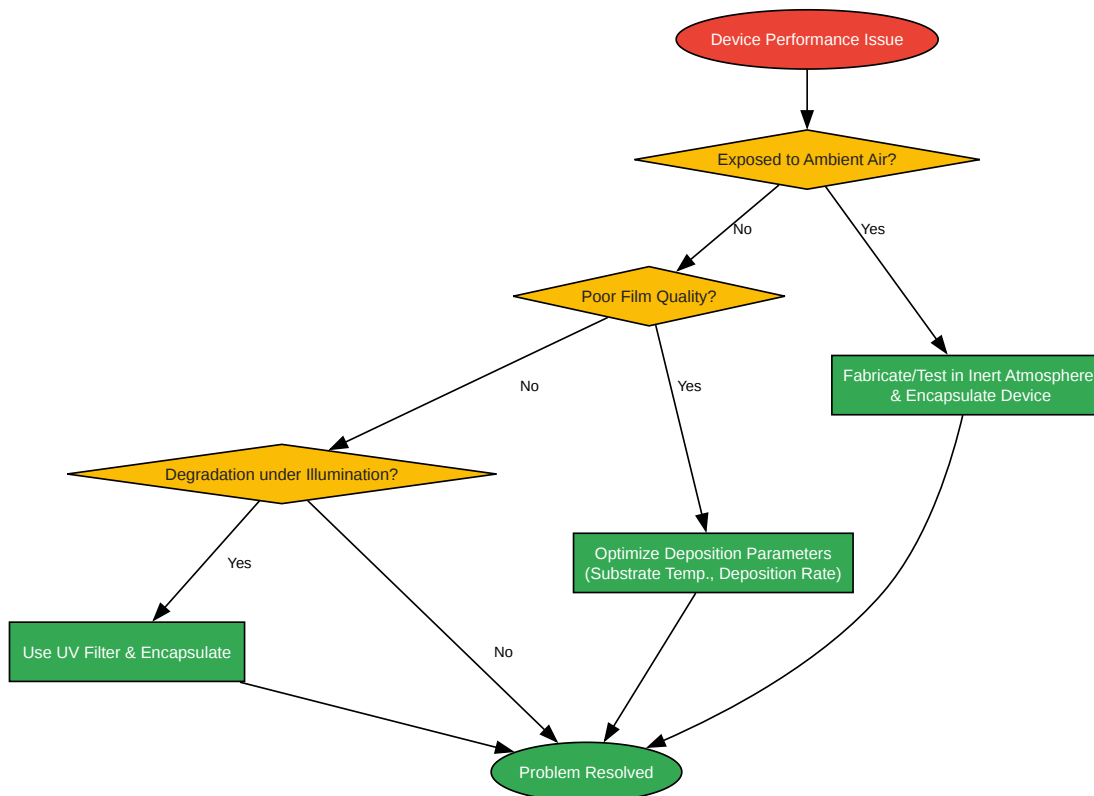 Device Performance Issue
Exposed to Ambient Air?
No
Yes
Poor Film Quality?
Fabricate/Test in Inert Atmosphere
& Encapsulate Device
No
Yes
Degradation under Illumination?
Optimize Deposition Parameters
(Substrate Temp., Deposition Rate)
Yes
Use UV Filter & Encapsulate
No
Problem Resolved